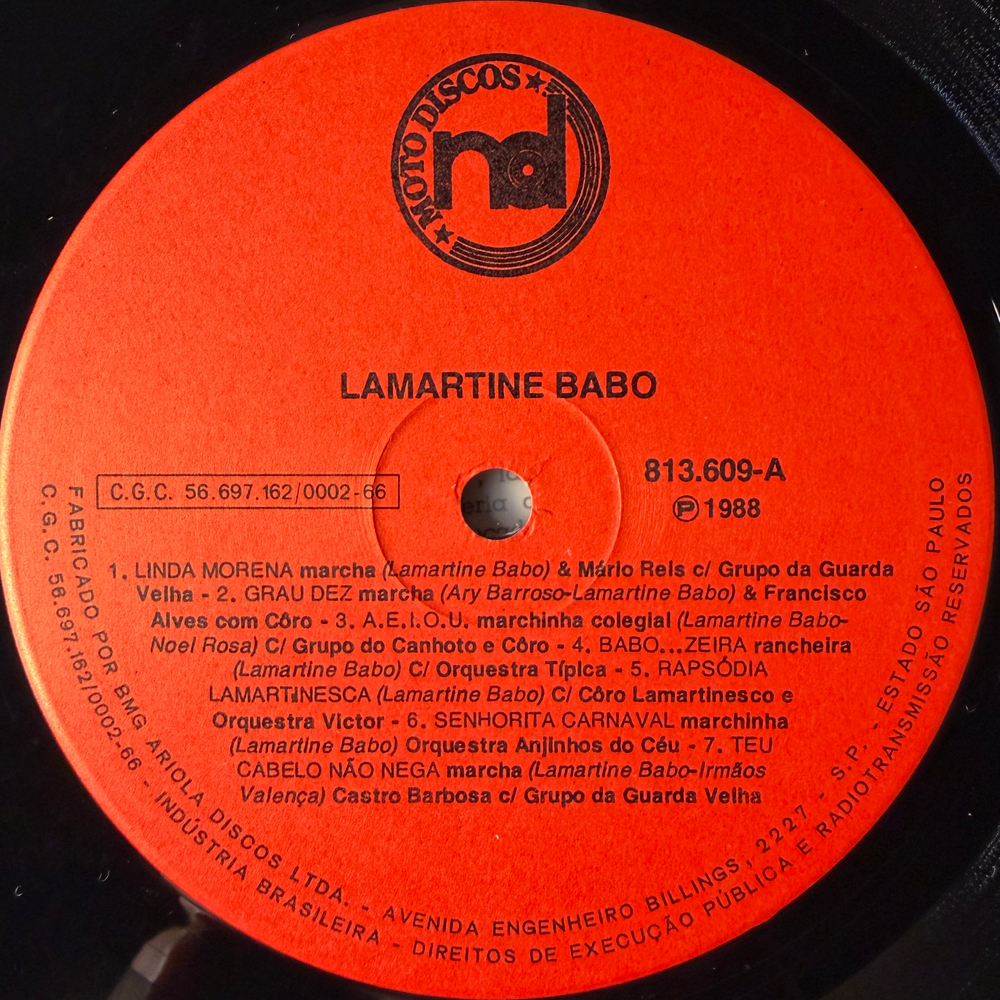 ★ MOTO DISCOS ★
nd
LAMARTINE BABO
C.G.C. 56.697.162/0002-66
813.609-A
Ⓟ 1988
1. LINDA MORENA marcha (Lamartine Babo) & Mário Reis c/ Grupo da Guarda
Velha - 2. GRAU DEZ marcha (Ary Barroso-Lamartine Babo) & Francisco
Alves com Côro - 3. A.E.I.O.U. marchinha colegial (Lamartine Babo-
Noel Rosa) C/ Grupo do Canhoto e Côro - 4. BABO...ZEIRA rancheira
(Lamartine Babo) C/ Orquestra Típica - 5. RAPSÓDIA
LAMARTINESCA (Lamartine Babo) C/ Côro Lamartinesco e
Orquestra Victor - 6. SENHORITA CARNAVAL marchinha
(Lamartine Babo) Orquestra Anjinhos do Céu - 7. TEU
CABELO NÃO NEGA marcha (Lamartine Babo-Irmãos
Valença) Castro Barbosa c/ Grupo da Guarda Velha
FABRICADO POR BMG ARIOLA DISCOS LTDA. - AVENIDA ENGENHEIRO BILLINGS, 2227 - S.P. - ESTADO SÃO PAULO
C.G.C. 56.697.162/0002-66 - INDÚSTRIA BRASILEIRA - DIREITOS DE EXECUÇÃO PÚBLICA E RADIOTRANSMISSÃO RESERVADOS